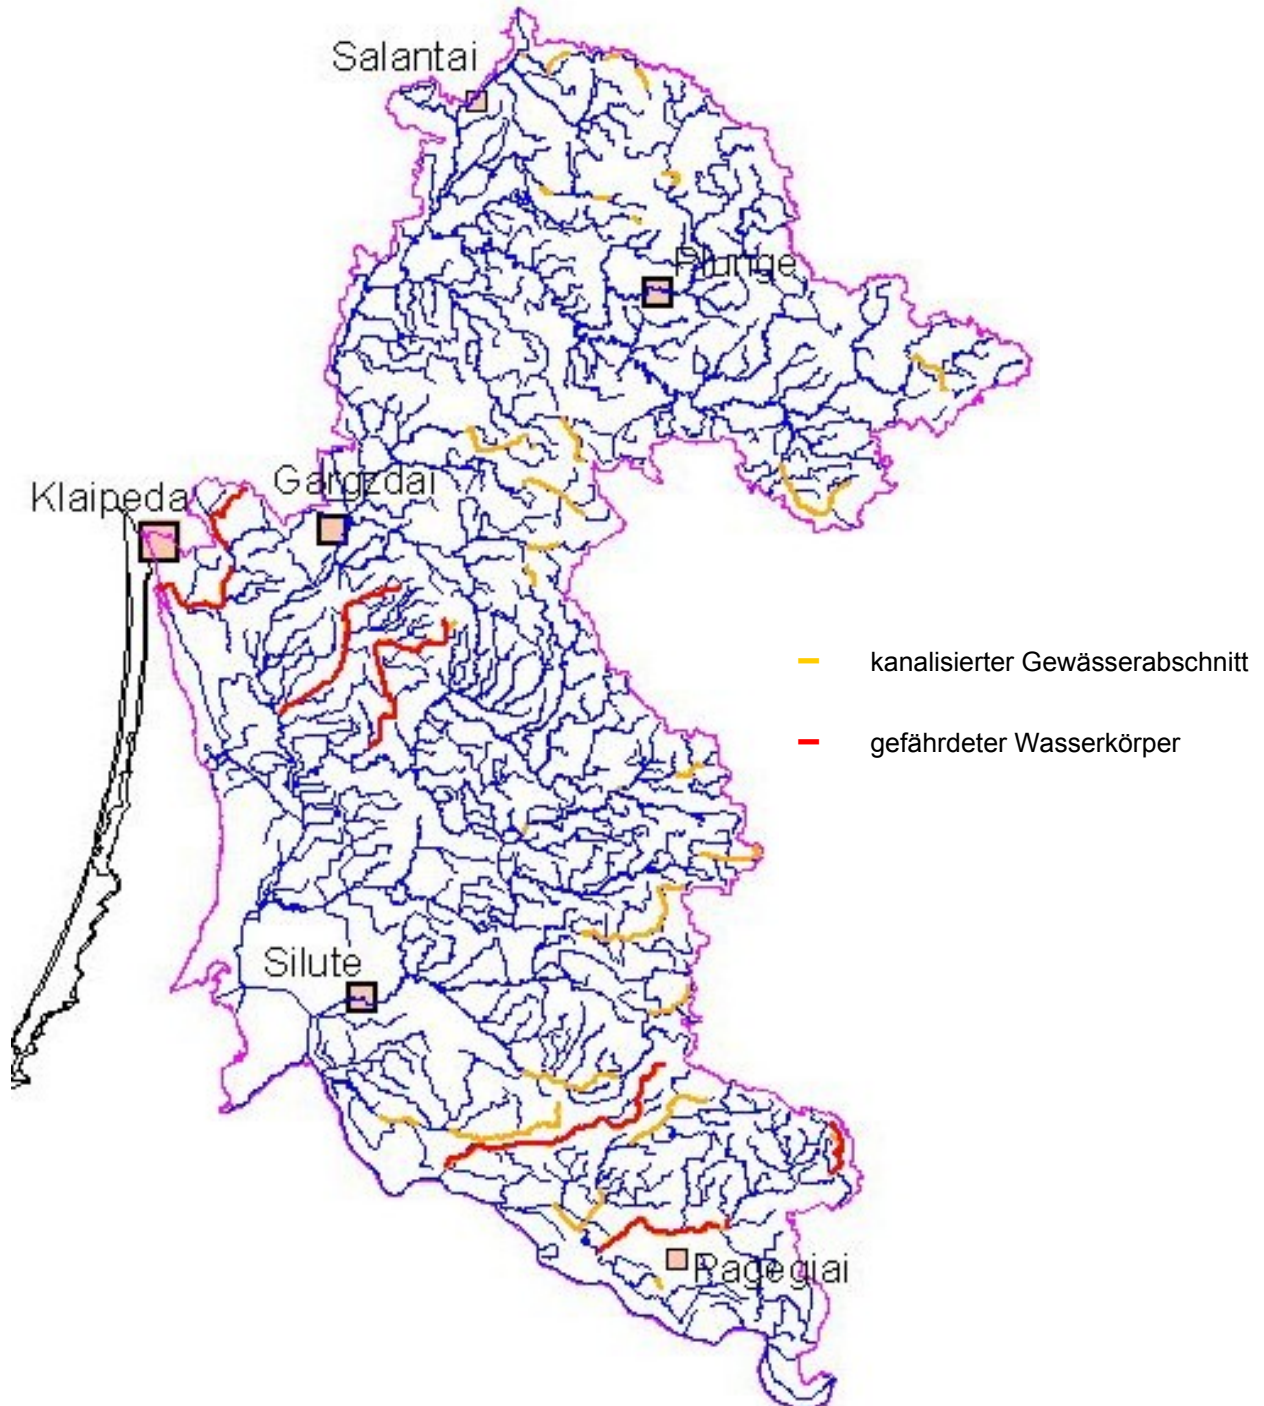 Salantai
Plunge
Gargzdai
Klaipeda
kanalisierter Gewässerabschnitt
gefährdeter Wasserkörper
Silute
Pagegiai